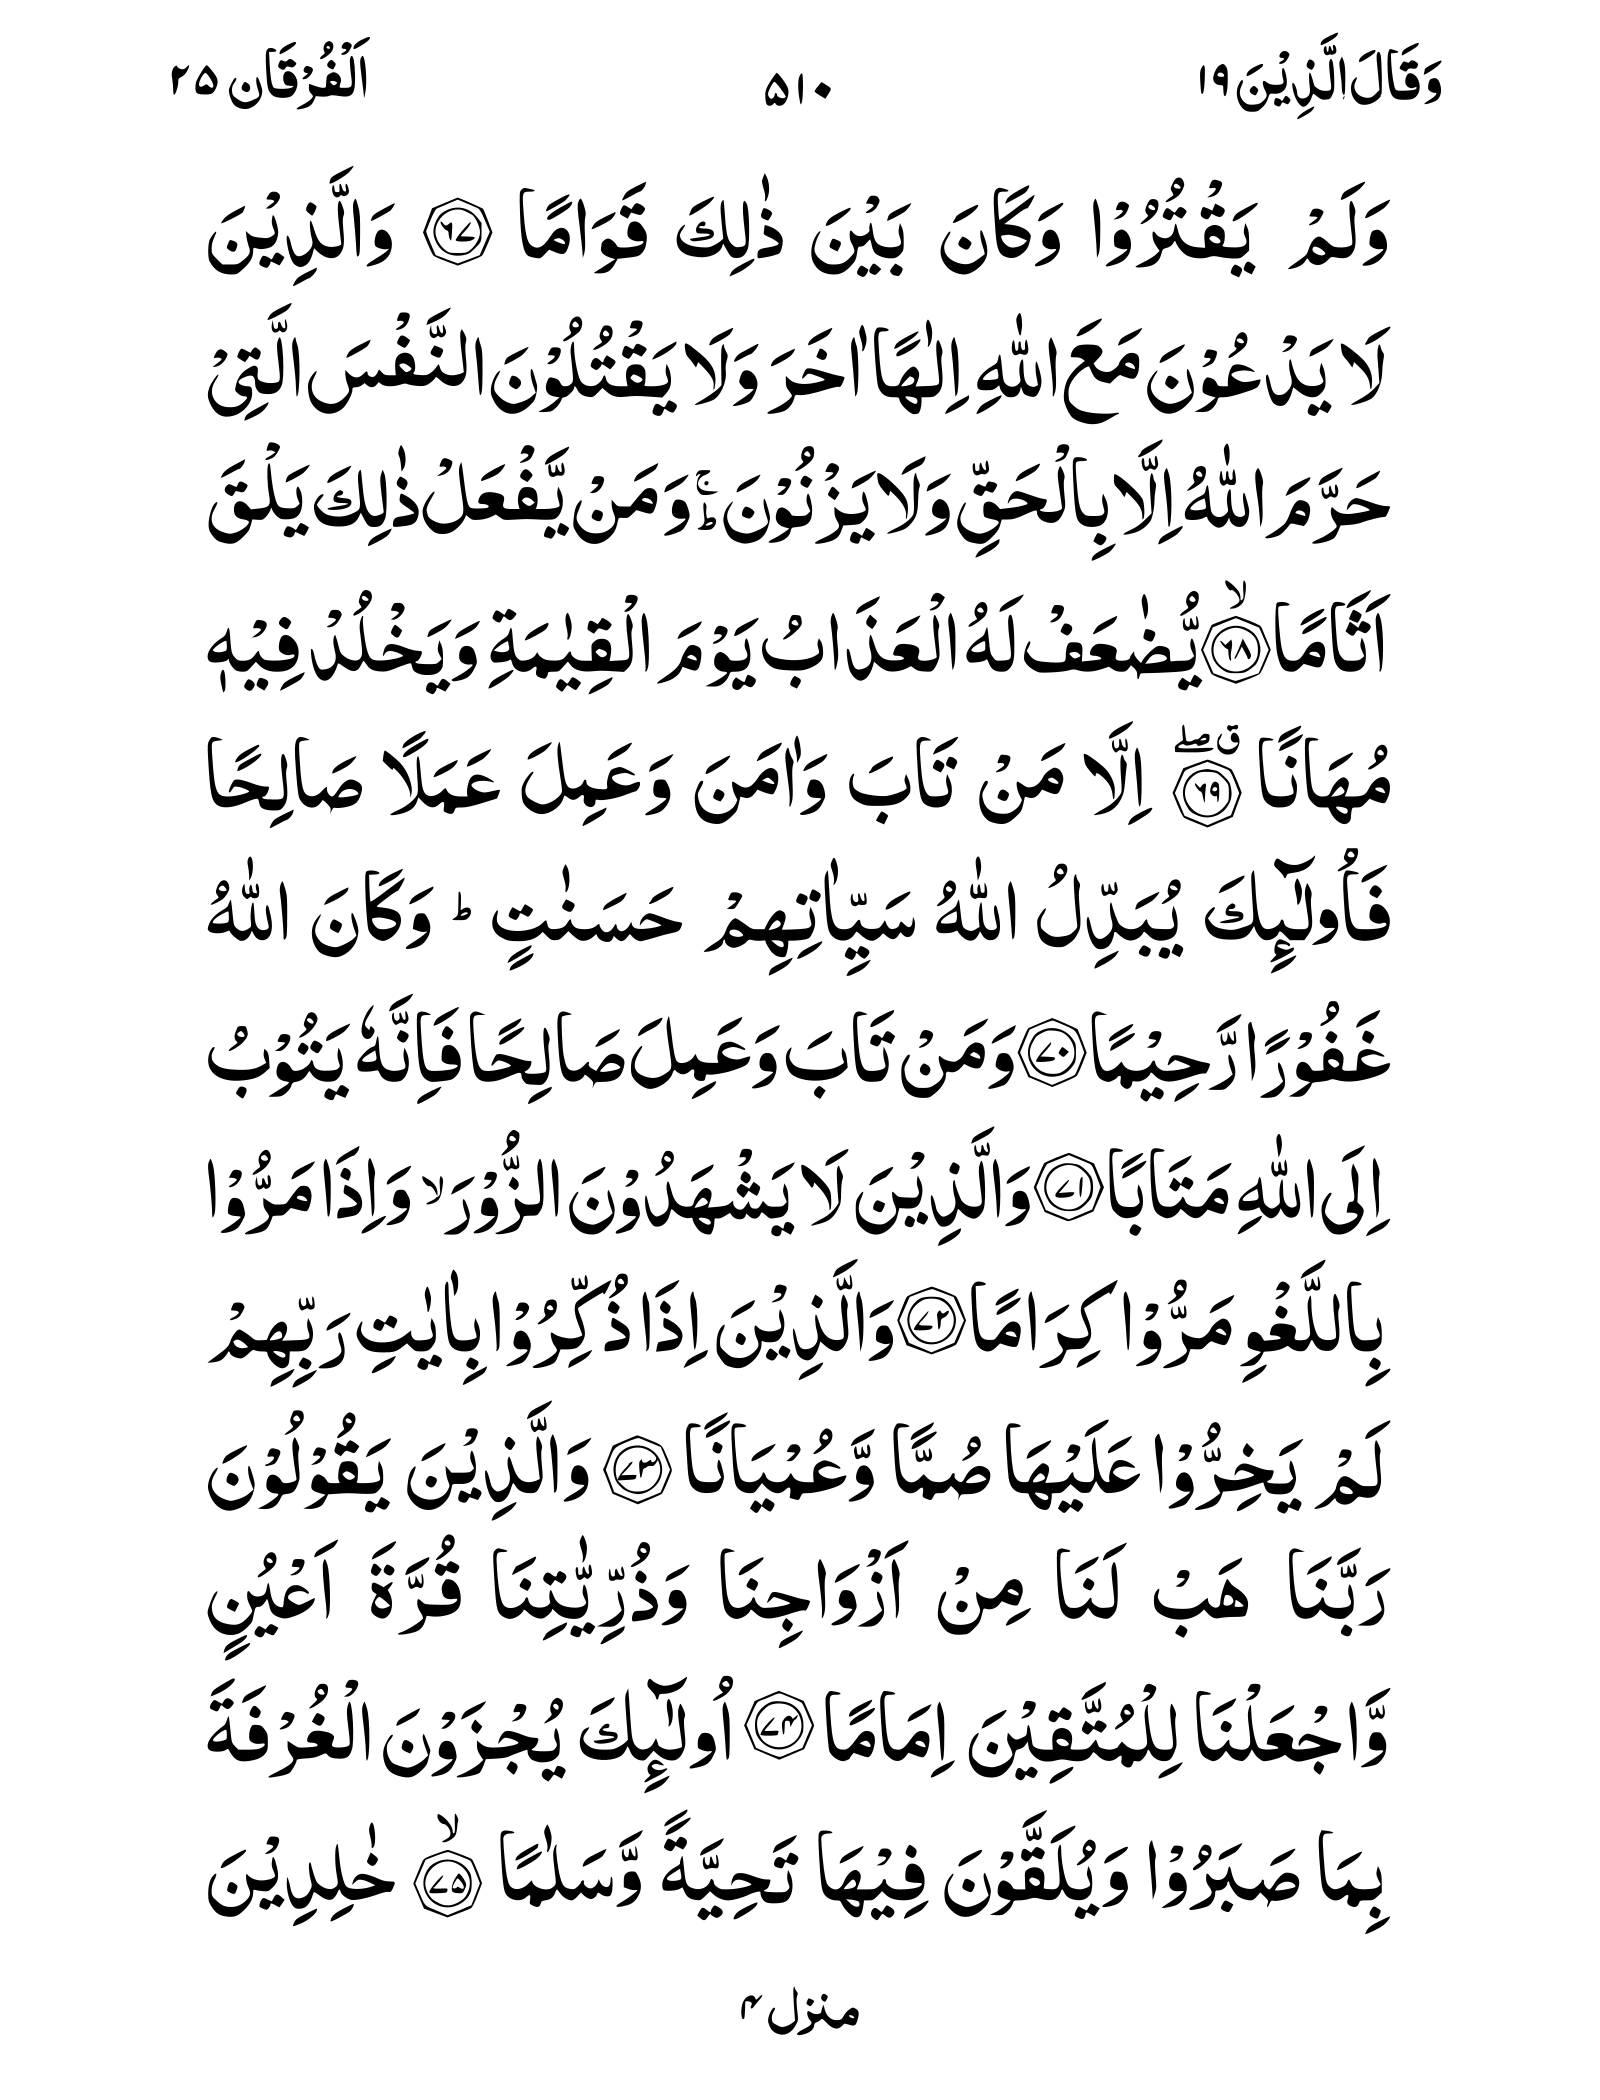 وَقَالَ الَّذِيْنَ ١٩ ٥١٠ اَلْفُرْقَان ٢٥
وَلَمْ يَقْتُرُوْا وَكَانَ بَيْنَ ذٰلِكَ قَوَامًا ۝٦٧ وَالَّذِيْنَ
لَا يَدْعُوْنَ مَعَ اللّٰهِ اِلٰهًا اٰخَرَ وَلَا يَقْتُلُوْنَ النَّفْسَ الَّتِىْ
حَرَّمَ اللّٰهُ اِلَّا بِالْحَقِّ وَلَا يَزْنُوْنَ ۚؕ وَمَنْ يَّفْعَلْ ذٰلِكَ يَلْقَ
اَثَامًا ۝٦٨ۙ يُّضٰعَفْ لَهُ الْعَذَابُ يَوْمَ الْقِيٰمَةِ وَيَخْلُدْ فِيْهٖ
مُهَانًا ۝٦٩ ق ۖ اِلَّا مَنْ تَابَ وَاٰمَنَ وَعَمِلَ عَمَلًا صَالِحًا
فَاُولٰٓئِكَ يُبَدِّلُ اللّٰهُ سَيِّاٰتِهِمْ حَسَنٰتٍ ؕ وَكَانَ اللّٰهُ
غَفُوْرًا رَّحِيْمًا ۝٧٠ وَمَنْ تَابَ وَعَمِلَ صَالِحًا فَاِنَّهٗ يَتُوْبُ
اِلَى اللّٰهِ مَتَابًا ۝٧١ وَالَّذِيْنَ لَا يَشْهَدُوْنَ الزُّوْرَ ۙ وَاِذَا مَرُّوْا
بِاللَّغْوِ مَرُّوْا كِرَامًا ۝٧٢ وَالَّذِيْنَ اِذَا ذُكِّرُوْا بِاٰيٰتِ رَبِّهِمْ
لَمْ يَخِرُّوْا عَلَيْهَا صُمًّا وَّعُمْيَانًا ۝٧٣ وَالَّذِيْنَ يَقُوْلُوْنَ
رَبَّنَا هَبْ لَنَا مِنْ اَزْوَاجِنَا وَذُرِّيّٰتِنَا قُرَّةَ اَعْيُنٍ
وَّاجْعَلْنَا لِلْمُتَّقِيْنَ اِمَامًا ۝٧٤ اُولٰٓئِكَ يُجْزَوْنَ الْغُرْفَةَ
بِمَا صَبَرُوْا وَيُلَقَّوْنَ فِيْهَا تَحِيَّةً وَّسَلٰمًا ۝٧٥ۙ خٰلِدِيْنَ
منزل ۴